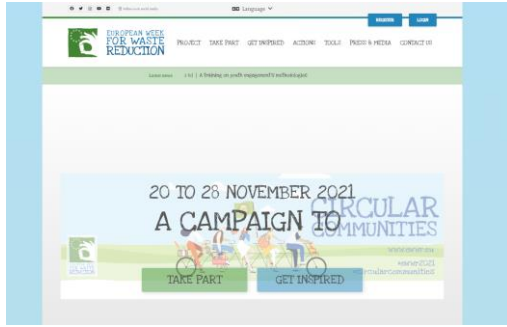 Language
REGISTER LOGIN
EUROPEAN WEEK
FOR WASTE
REDUCTION
PROJECT TAKE PART GET INSPIRED ACTIONS TOOLS PRESS & MEDIA CONTACT US
20 TO 28 NOVEMBER 2021
A CAMPAIGN TO
CIRCULAR
COMMUNITIES
TAKE PART GET INSPIRED